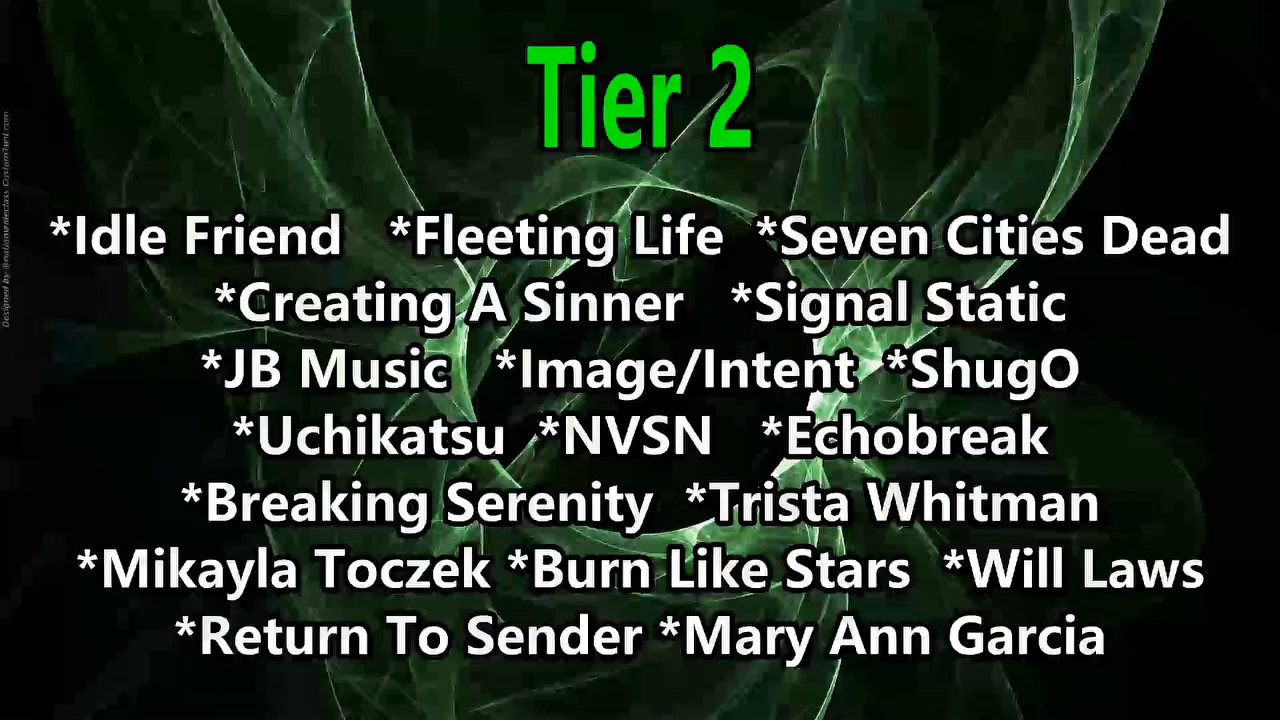 Tier 2
*Idle Friend *Fleeting Life *Seven Cities Dead
*Creating A Sinner *Signal Static
*JB Music *Image/Intent *ShugO
*Uchikatsu *NVSN *Echobreak
*Breaking Serenity *Trista Whitman
*Mikayla Toczek *Burn Like Stars *Will Laws
*Return To Sender *Mary Ann Garcia
Designed by